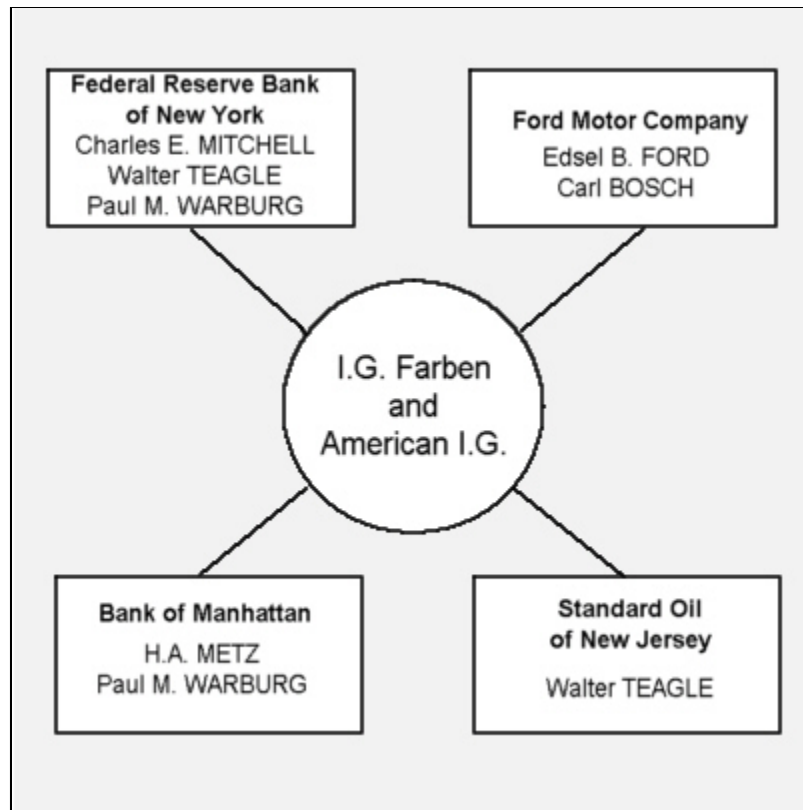 Federal Reserve Bank
of New York
Charles E. MITCHELL
Walter TEAGLE
Paul M. WARBURG
Ford Motor Company
Edsel B. FORD
Carl BOSCH
I.G. Farben
and
American I.G.
Bank of Manhattan
H.A. METZ
Paul M. WARBURG
Standard Oil
of New Jersey
Walter TEAGLE